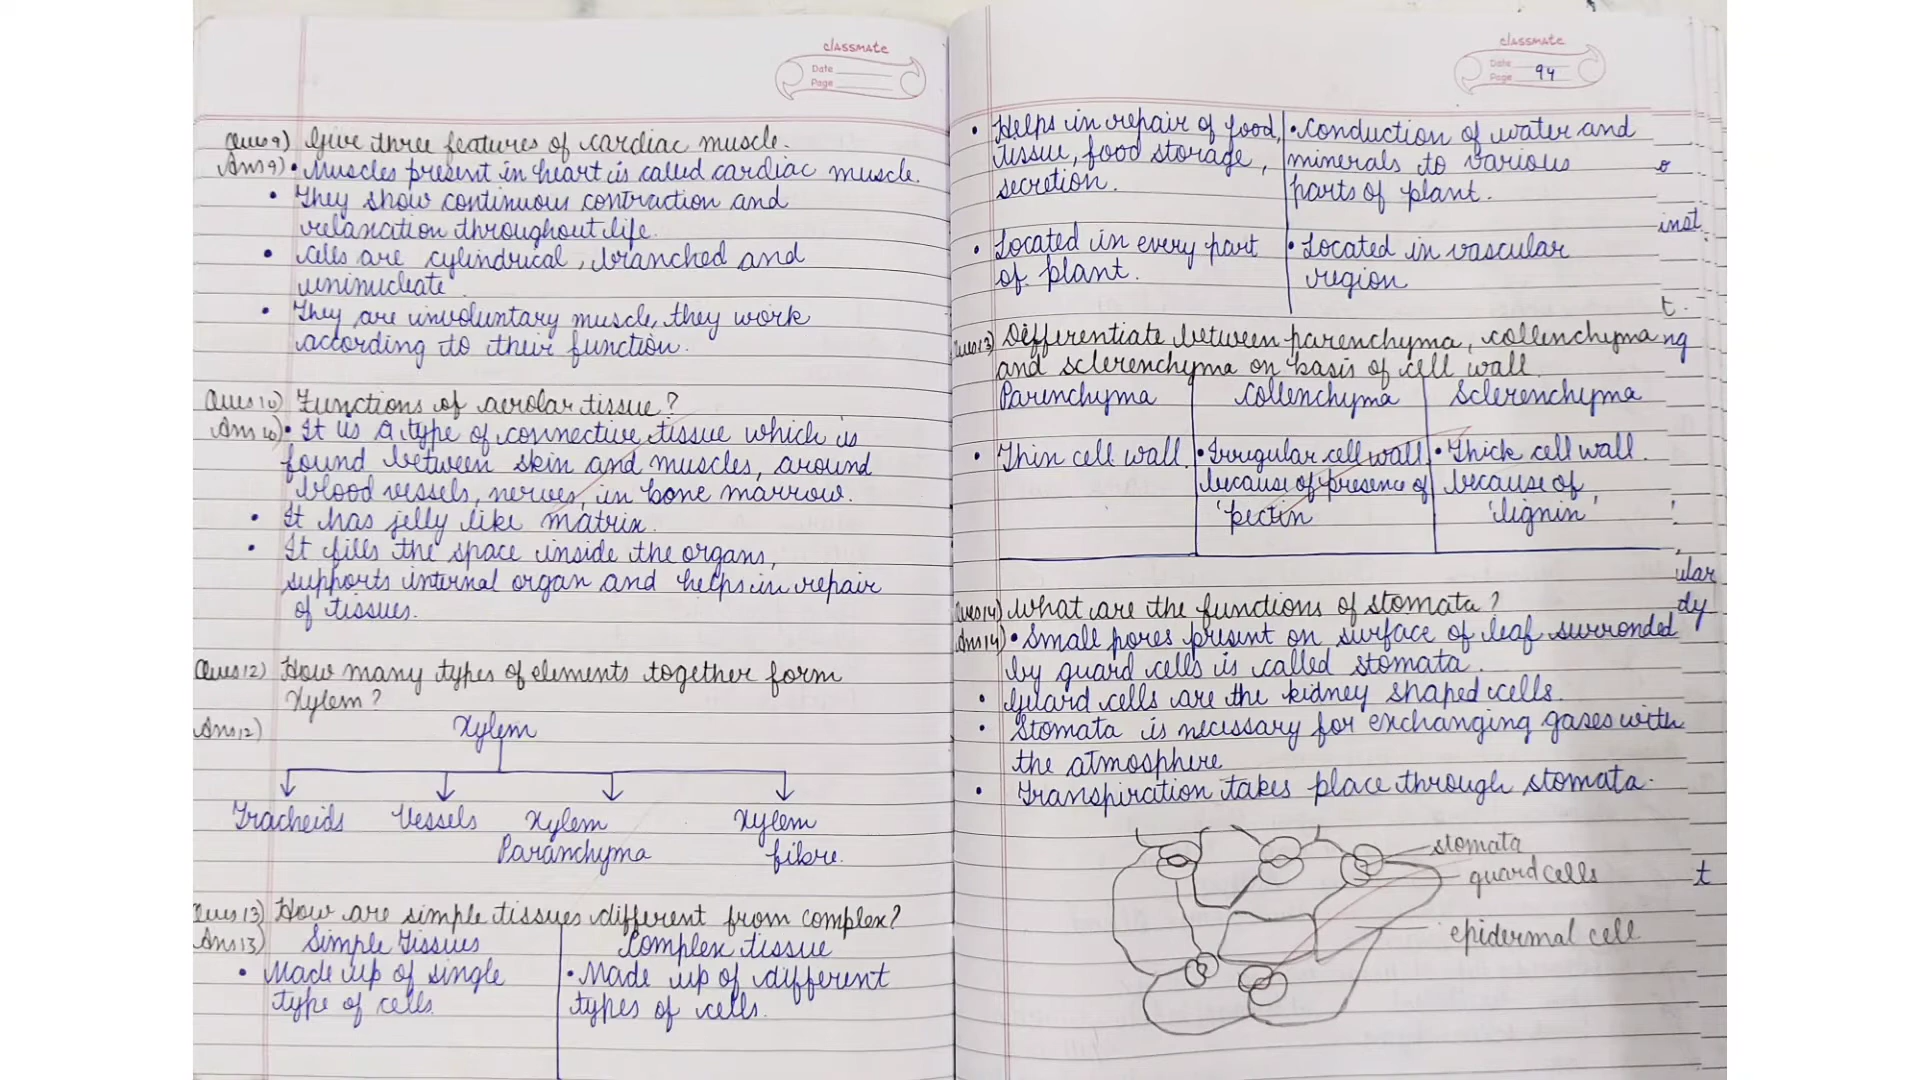 classmate
Date
Page
Ques9) Give three features of cardiac muscle.
Ans9) • Muscles present in heart is called cardiac muscle.
• They show continuous contraction and
relaxation throughout life.
• Cells are cylindrical, branched and
uninucleate.
• They are involuntary muscle, they work
according to their function.
Ques10) Functions of aerolar tissue?
Ans10) • It is a type of connective tissue which is
found between skin and muscles, around
blood vessels, nerves, in bone marrow.
• It has jelly like matrix.
• It fills the space inside the organs,
supports internal organ and helps in repair
of tissues.
Ques12) How many types of elements together form
Xylem?
Ans12) Xylem
Tracheids Vessels Xylem Xylem
Paranchyma fibre.
Ques13) How are simple tissues different from complex?
Ans13) Simple Tissues Complex tissue
• Made up of single • Made up of different
type of cells. types of cells.
classmate
Date
Page 94
• Helps in repair of food, • Conduction of water and
tissue, food storage, minerals to various
secretion. parts of plant.
inst.
• Located in every part • Located in vascular
of plant. region
t.
Ques13) Differentiate between parenchyma, collenchyma ng
and sclerenchyma on basis of cell wall.
Parenchyma Collenchyma Sclerenchyma
• Thin cell wall. • Irregular cell wall • Thick cell wall.
because of presence of because of
'pectin 'lignin'
ular
Ques14) What are the functions of stomata? dy
Ans14) • Small pores present on surface of leaf surronded
by guard cells is called stomata.
• Guard cells are the kidney shaped cells.
• Stomata is necessary for exchanging gases with
the atmosphere
• Transpiration takes place through stomata.
stomata
guard cells t
epidermal cell